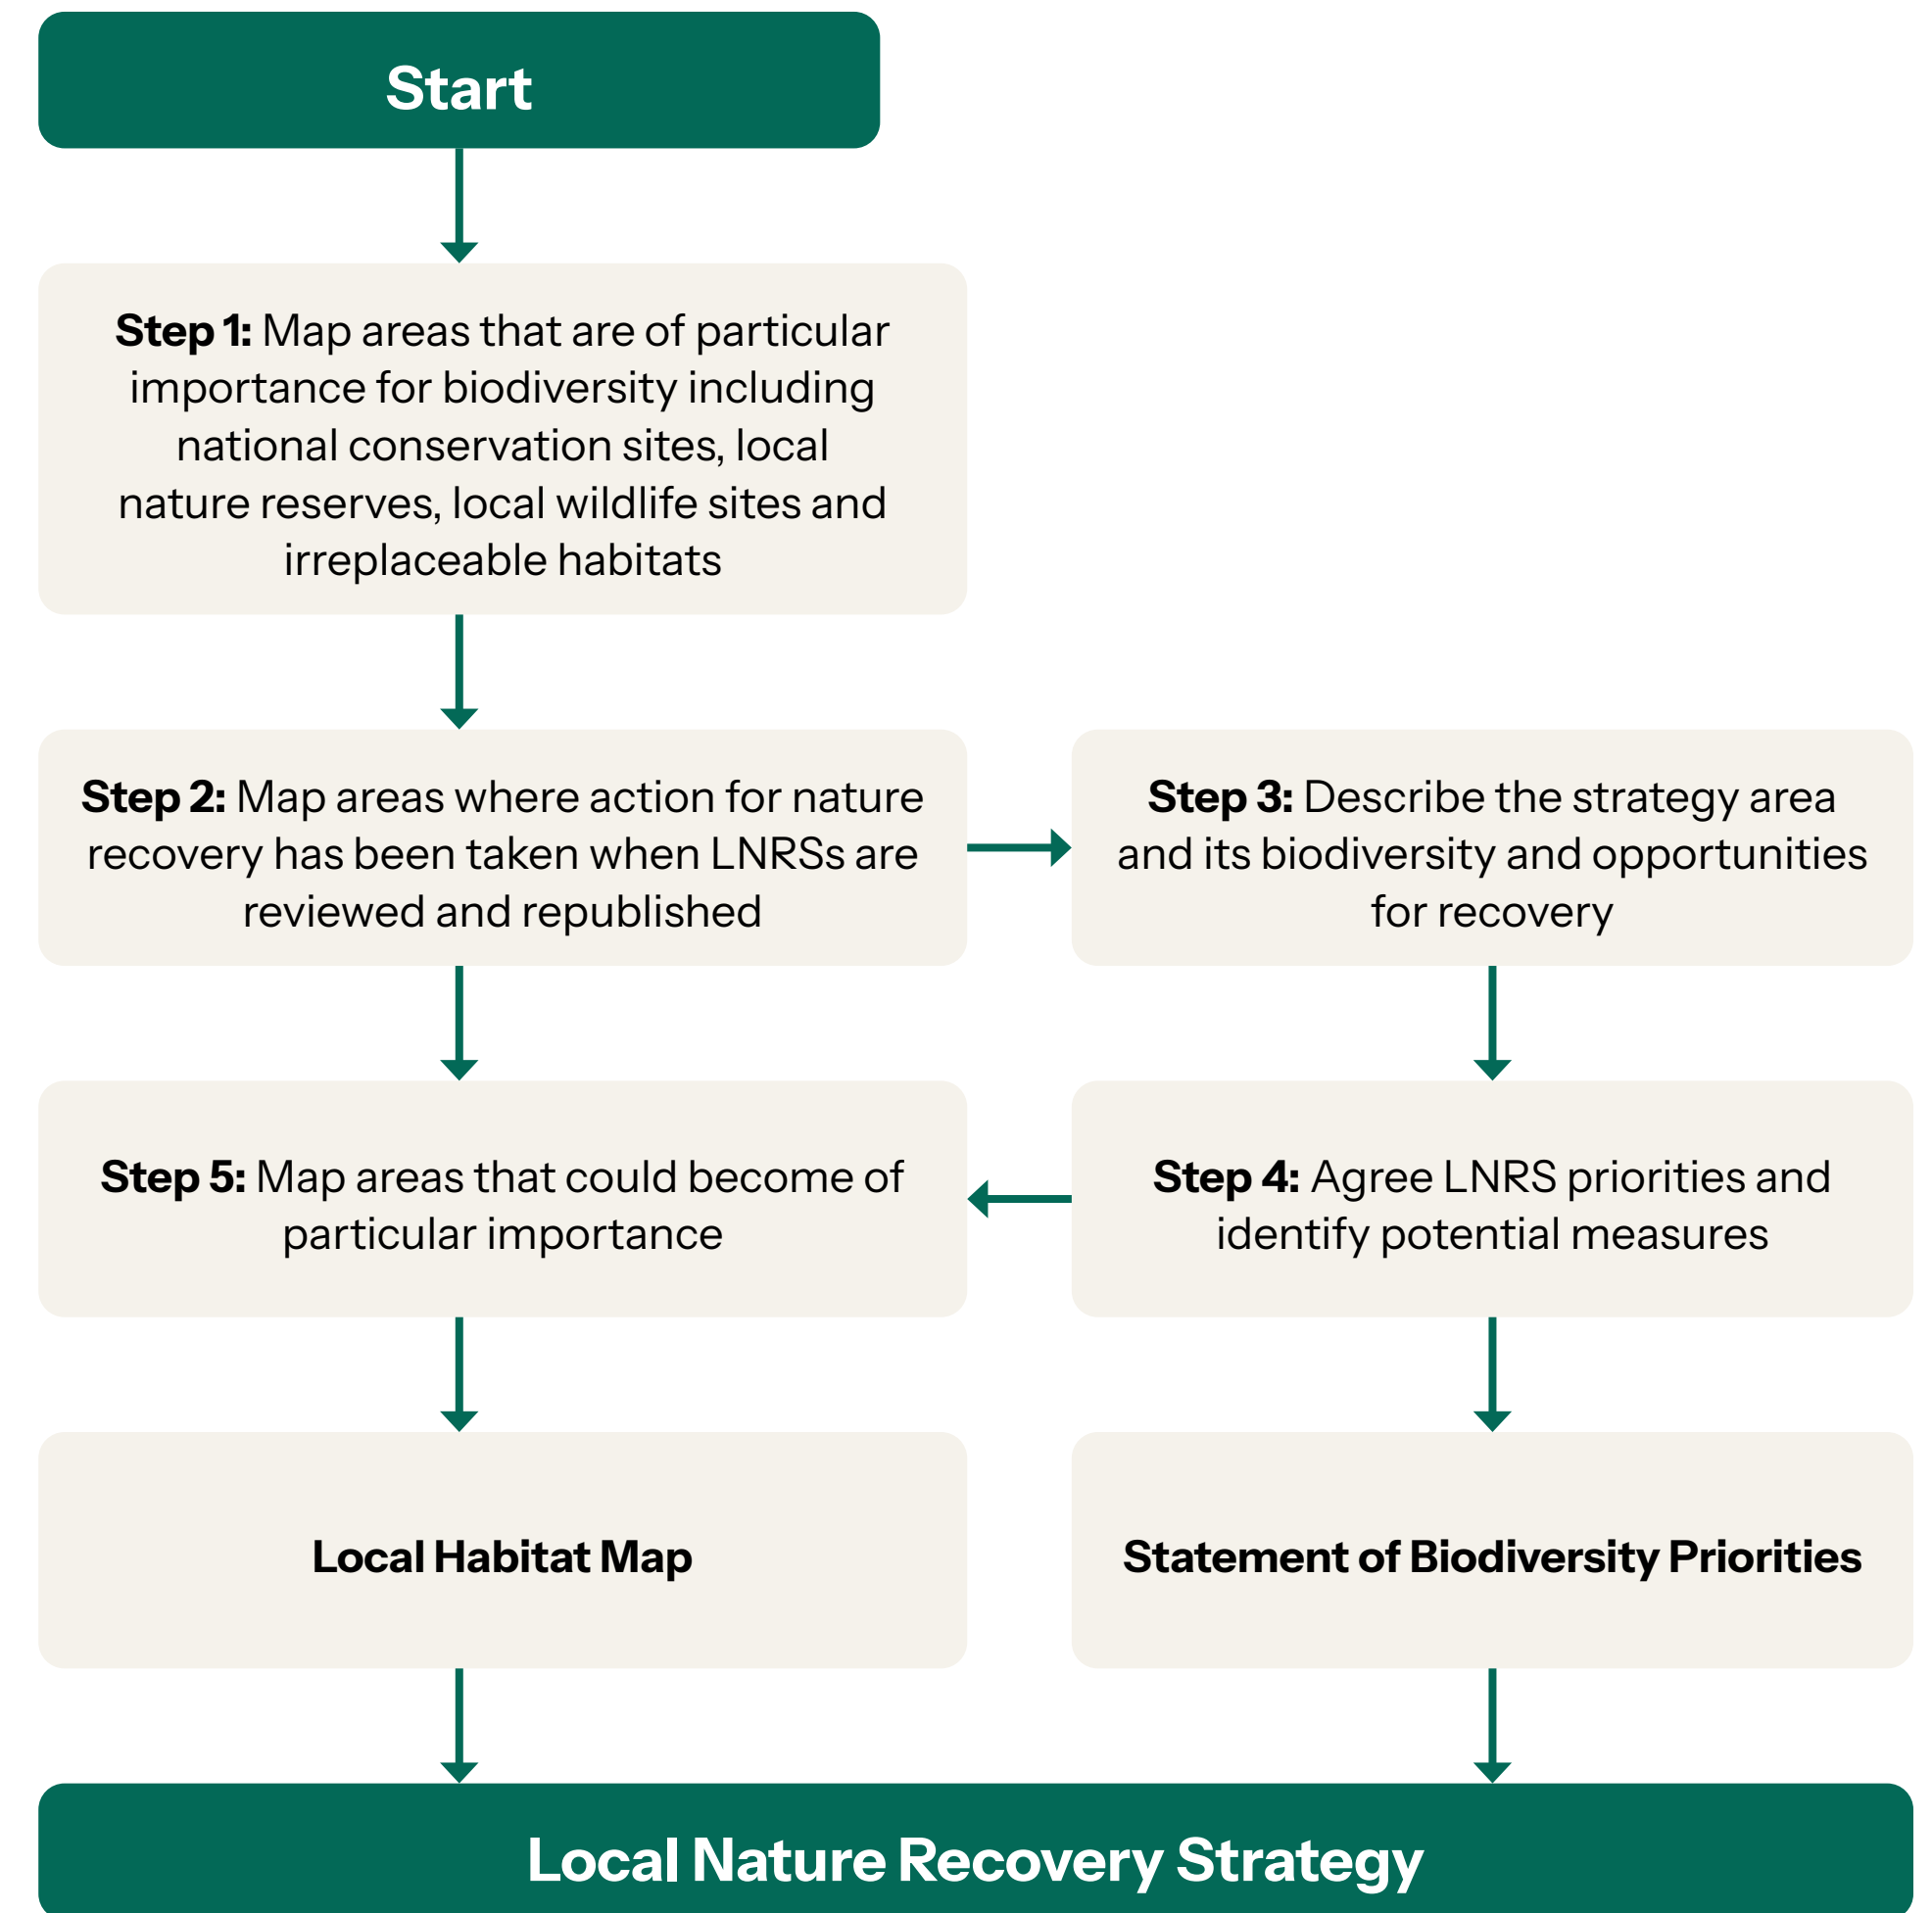 Start
Step 1: Map areas that are of particular
importance for biodiversity including
national conservation sites, local
nature reserves, local wildlife sites and
irreplaceable habitats
Step 2: Map areas where action for nature
recovery has been taken when LNRSs are
reviewed and republished
Step 3: Describe the strategy area
and its biodiversity and opportunities
for recovery
Step 4: Agree LNRS priorities and
identify potential measures
Step 5: Map areas that could become of
particular importance
Local Habitat Map
Statement of Biodiversity Priorities
Local Nature Recovery Strategy